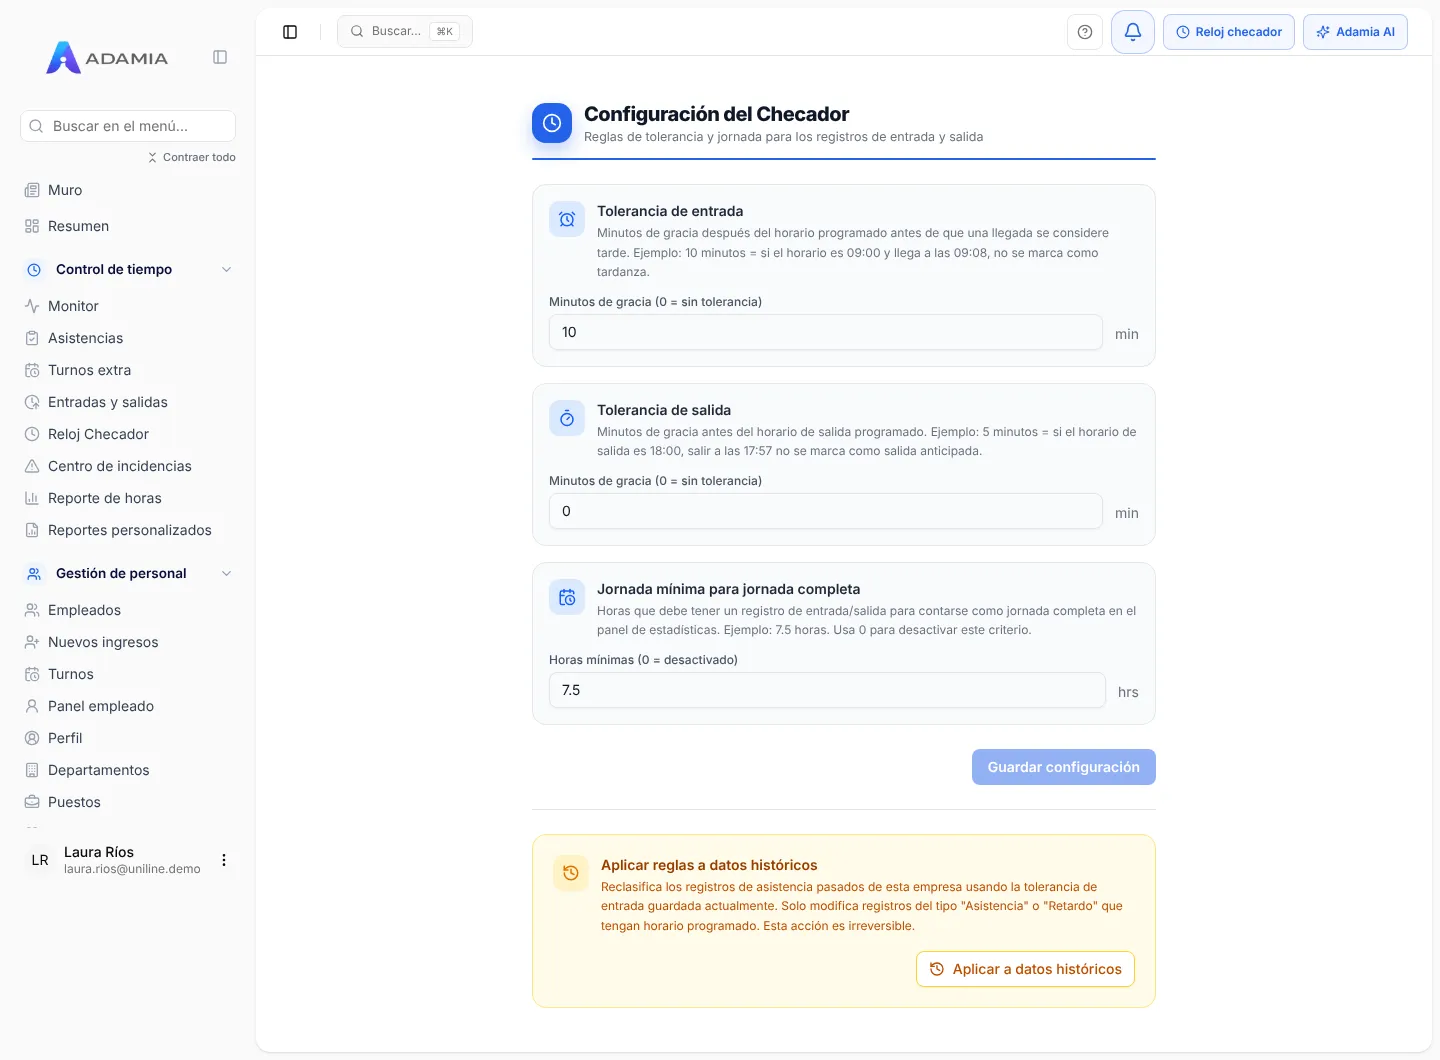 ADAMIA
Buscar en el menú...
Contraer todo
Muro
Resumen
Control de tiempo
Monitor
Asistencias
Turnos extra
Entradas y salidas
Reloj Checador
Centro de incidencias
Reporte de horas
Reportes personalizados
Gestión de personal
Empleados
Nuevos ingresos
Turnos
Panel empleado
Perfil
Departamentos
Puestos
LR
Laura Ríos
laura.rios@uniline.demo
Buscar... ⌘K
Reloj checador
Adamia AI
Configuración del Checador
Reglas de tolerancia y jornada para los registros de entrada y salida
Tolerancia de entrada
Minutos de gracia después del horario programado antes de que una llegada se considere
tarde. Ejemplo: 10 minutos = si el horario es 09:00 y llega a las 09:08, no se marca como
tardanza.
Minutos de gracia (0 = sin tolerancia)
10 min
Tolerancia de salida
Minutos de gracia antes del horario de salida programado. Ejemplo: 5 minutos = si el horario de
salida es 18:00, salir a las 17:57 no se marca como salida anticipada.
Minutos de gracia (0 = sin tolerancia)
0 min
Jornada mínima para jornada completa
Horas que debe tener un registro de entrada/salida para contarse como jornada completa en el
panel de estadísticas. Ejemplo: 7.5 horas. Usa 0 para desactivar este criterio.
Horas mínimas (0 = desactivado)
7.5 hrs
Guardar configuración
Aplicar reglas a datos históricos
Reclasifica los registros de asistencia pasados de esta empresa usando la tolerancia de
entrada guardada actualmente. Solo modifica registros del tipo "Asistencia" o "Retardo" que
tengan horario programado. Esta acción es irreversible.
Aplicar a datos históricos